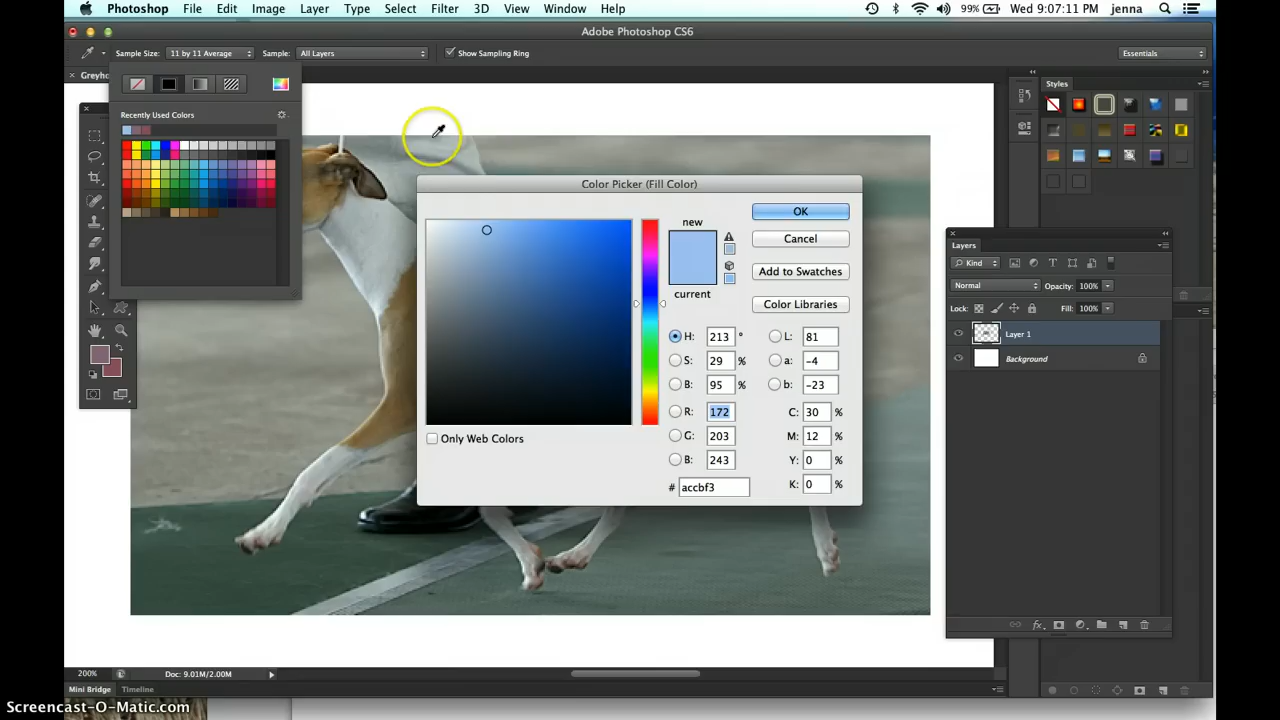 Photoshop File Edit Image Layer Type Select Filter 3D View Window Help 99% Wed 9:07:11 PM jenna
Adobe Photoshop CS6
Sample Size: 11 by 11 Average Sample: All Layers Show Sampling Ring Essentials
× Greyho
Recently Used Colors
Styles
Color Picker (Fill Color)
new
current
OK
Cancel
Add to Swatches
Color Libraries
H: 213 ° L: 81
S: 29 % a: -4
B: 95 % b: -23
R: 172 C: 30 %
G: 203 M: 12 %
B: 243 Y: 0 %
# accbf3 K: 0 %
Only Web Colors
Layers
Kind
Normal Opacity: 100%
Lock: Fill: 100%
Layer 1
Background
200% Doc: 9.01M/2.00M
Mini Bridge Timeline
Screencast-O-Matic.com